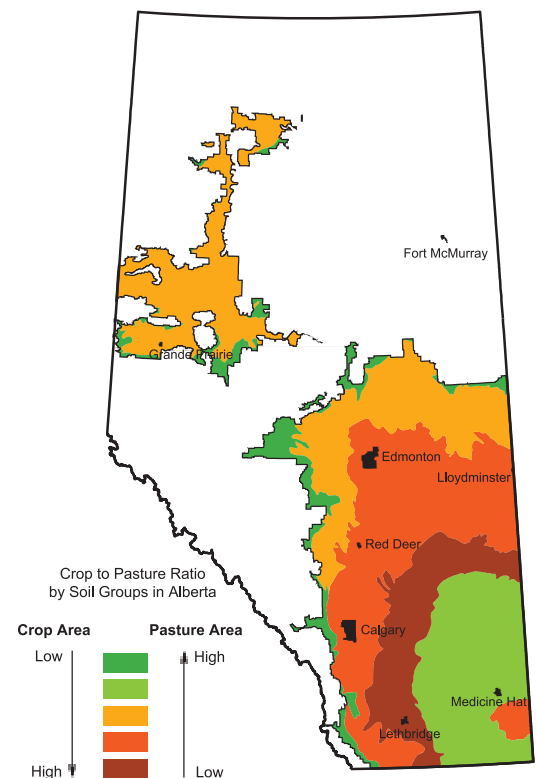 Fort McMurray
Grande Prairie
Edmonton
Lloydminster
Red Deer
Crop to Pasture Ratio
by Soil Groups in Alberta
Crop Area Pasture Area
Calgary
Low High
Medicine Hat
Lethbridge
High Low